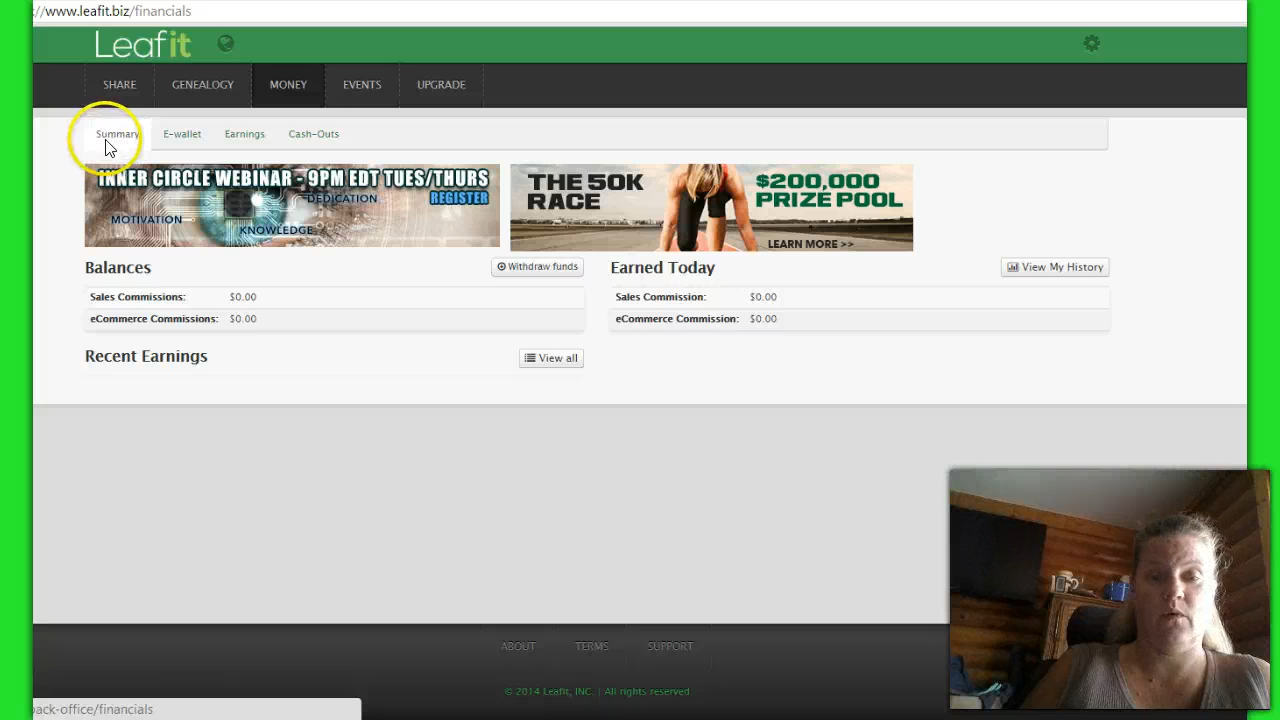 ://www.leafit.biz/financials
Leafit
SHARE GENEALOGY MONEY EVENTS UPGRADE
Summary E-wallet Earnings Cash-Outs
INNER CIRCLE WEBINAR - 9PM EDT TUES/THURS
REGISTER
DEDICATION
MOTIVATION
KNOWLEDGE
THE 50K
RACE
$200,000
PRIZE POOL
LEARN MORE >>
Balances Withdraw funds
Sales Commissions: $0.00
eCommerce Commissions: $0.00
Earned Today View My History
Sales Commission: $0.00
eCommerce Commission: $0.00
Recent Earnings View all
ABOUT TERMS SUPPORT
© 2014 Leafit, INC. | All rights reserved
back-office/financials